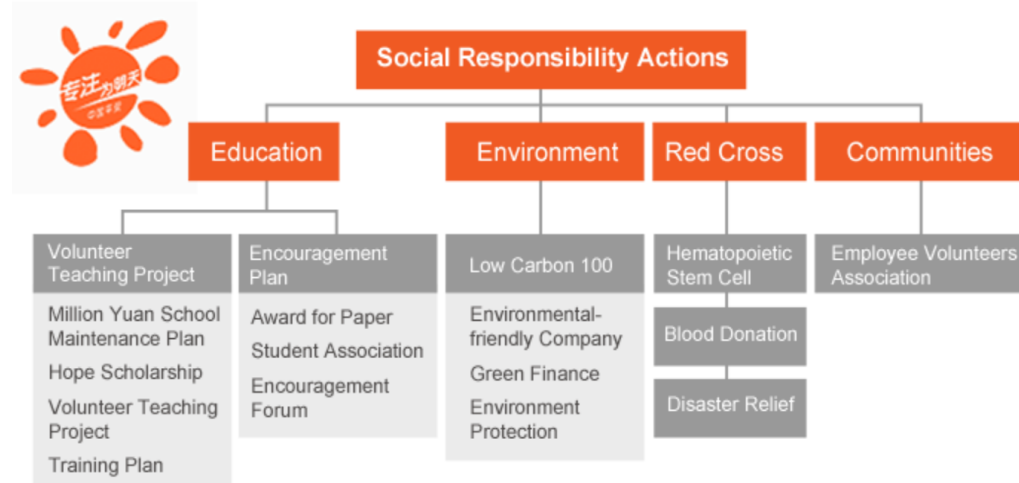 专注为明天
中国平安
Social Responsibility Actions
Education
Environment
Red Cross
Communities
Volunteer
Teaching Project
Million Yuan School
Maintenance Plan
Hope Scholarship
Volunteer Teaching
Project
Training Plan
Encouragement
Plan
Award for Paper
Student Association
Encouragement
Forum
Low Carbon 100
Environmental-
friendly Company
Green Finance
Environment
Protection
Hematopoietic
Stem Cell
Blood Donation
Disaster Relief
Employee Volunteers
Association